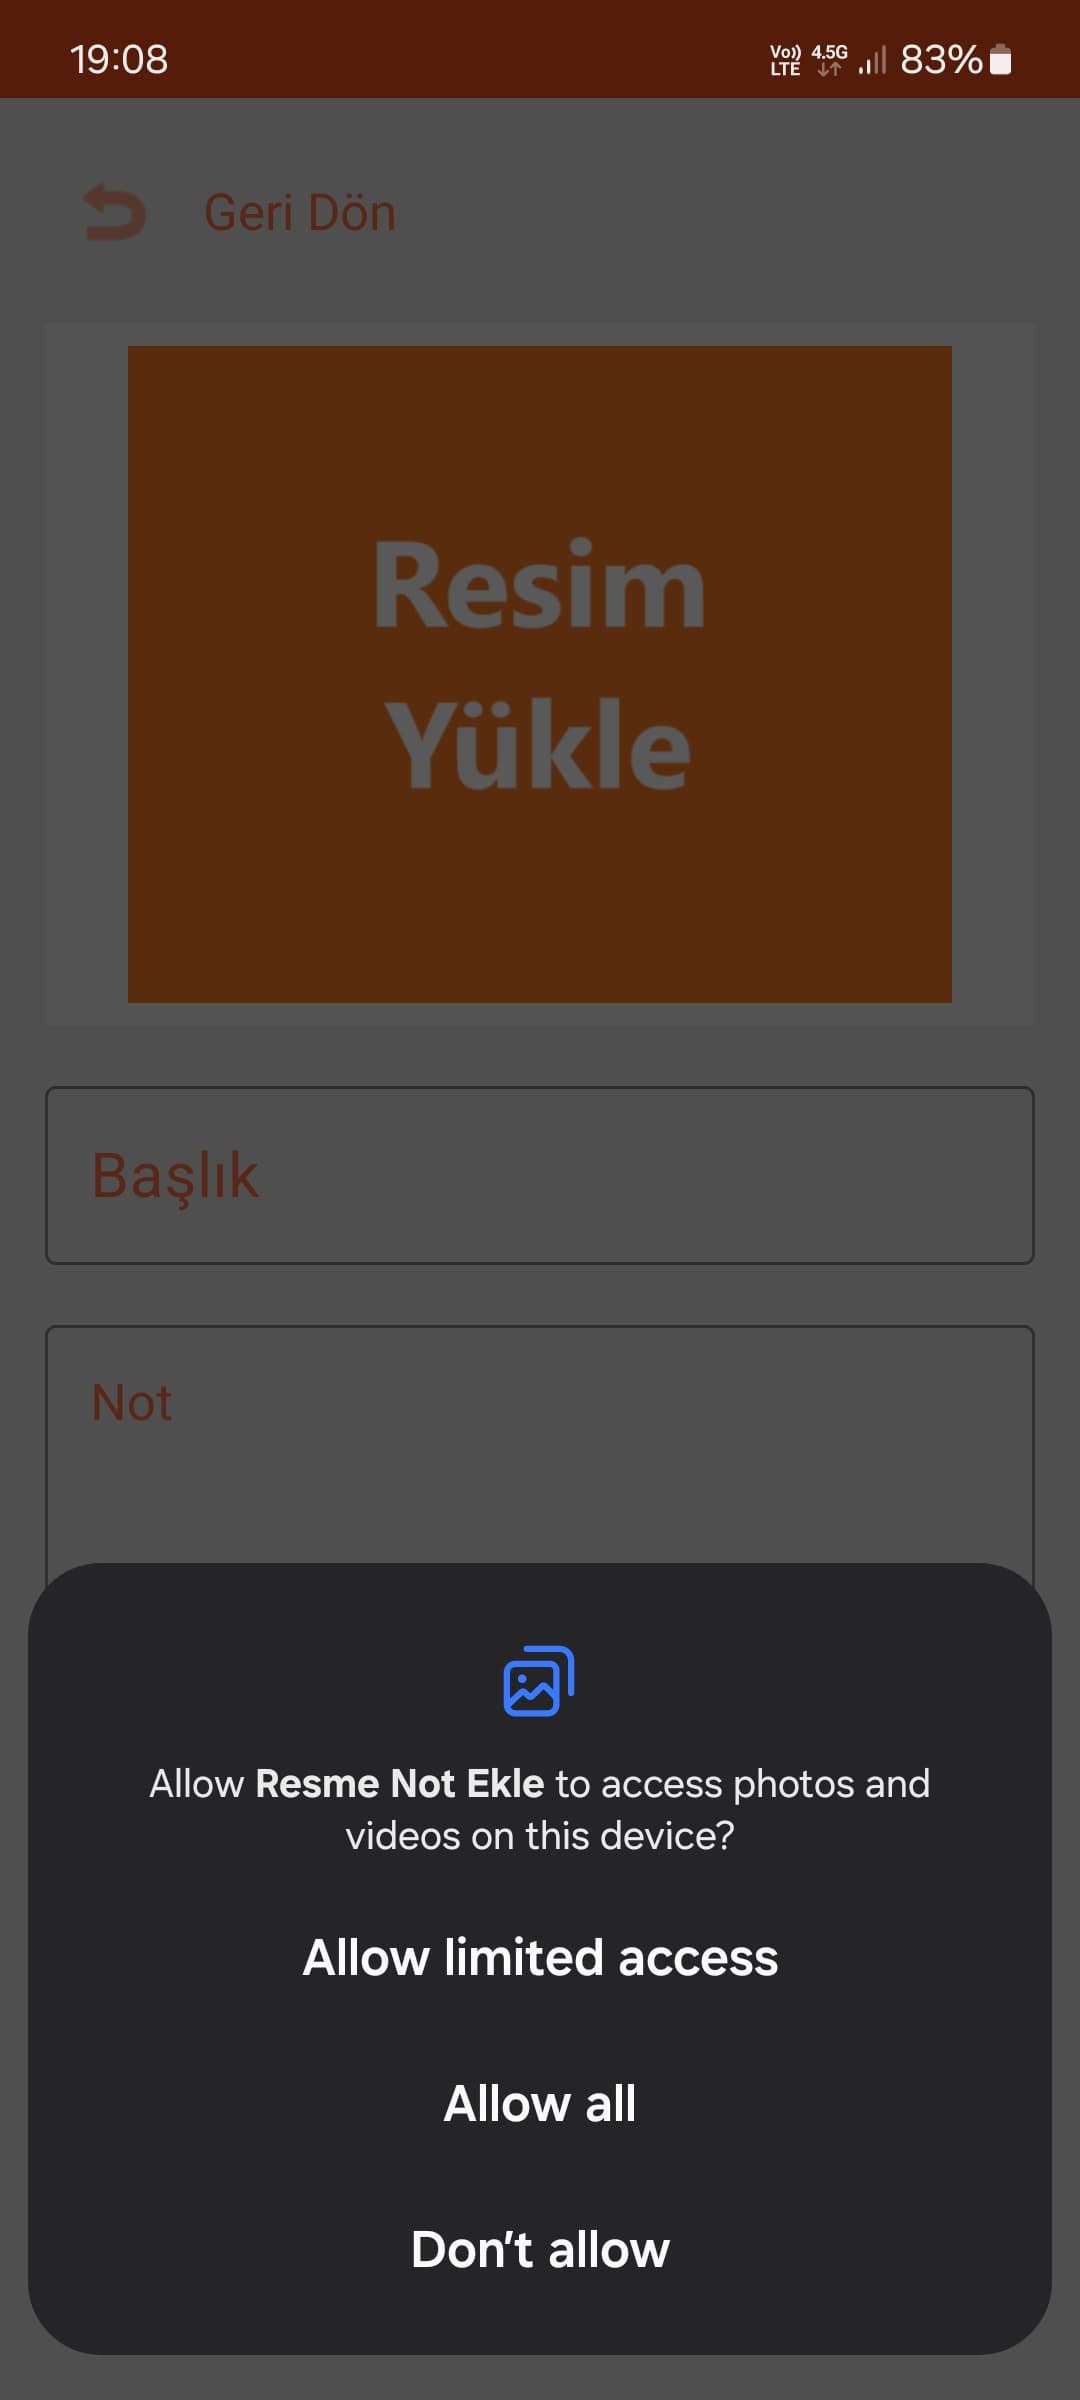 19:08
Vo)) LTE 4.5G 83%
Geri Dön
Resim
Yükle
Başlık
Not
Allow Resme Not Ekle to access photos and
videos on this device?
Allow limited access
Allow all
Don't allow